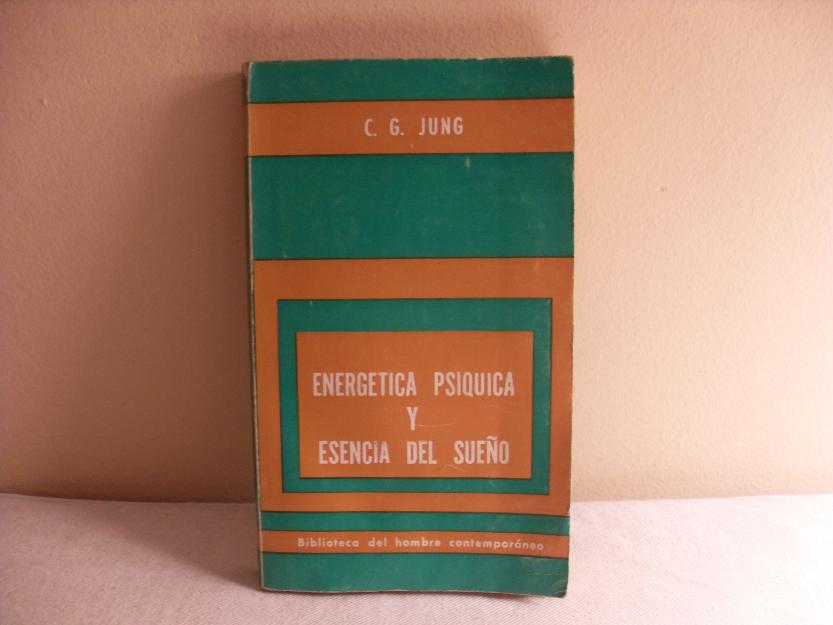 C. G. JUNG
ENERGETICA PSIQUICA
Y
ESENCIA DEL SUEÑO
Biblioteca del hombre contemporáneo